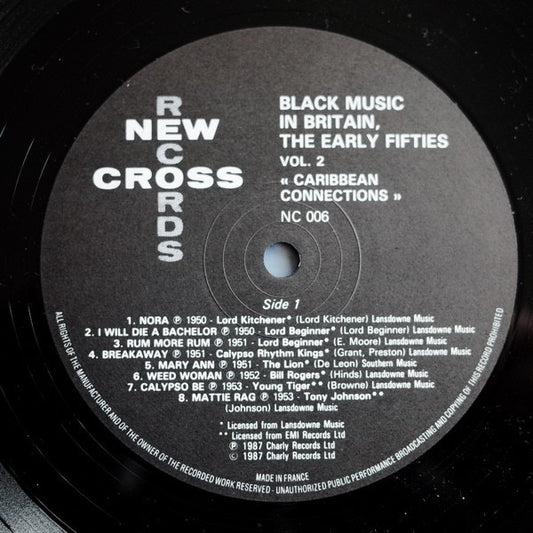 RECORDS
NEW
CROSS
BLACK MUSIC
IN BRITAIN,
THE EARLY FIFTIES
VOL. 2
« CARIBBEAN
CONNECTIONS »
NC 006
Side 1
1. NORA ℗ 1950 - Lord Kitchener* (Lord Kitchener) Lansdowne Music
2. I WILL DIE A BACHELOR ℗ 1950 - Lord Beginner* (Lord Beginner) Lansdowne Music
3. RUM MORE RUM ℗ 1951 - Lord Beginner* (E. Moore) Lansdowne Music
4. BREAKAWAY ℗ 1951 - Calypso Rhythm Kings* (Grant, Preston) Lansdowne Music
5. MARY ANN ℗ 1951 - The Lion* (De Leon) Southern Music
6. WEED WOMAN ℗ 1952 - Bill Rogers* (Hinds) Lansdowne Music
7. CALYPSO BE ℗ 1953 - Young Tiger** (Browne) Lansdowne Music
8. MATTIE RAG ℗ 1953 - Tony Johnson**
(Johnson) Lansdowne Music
* Licensed from Lansdowne Music
** Licensed from EMI Records Ltd
℗ 1987 Charly Records Ltd
© 1987 Charly Records Ltd
MADE IN FRANCE
ALL RIGHTS OF THE MANUFACTURER AND OF THE OWNER OF THE RECORDED WORK RESERVED - UNAUTHORIZED PUBLIC PERFORMANCE BROADCASTING AND COPYING OF THIS RECORD PROHIBITED